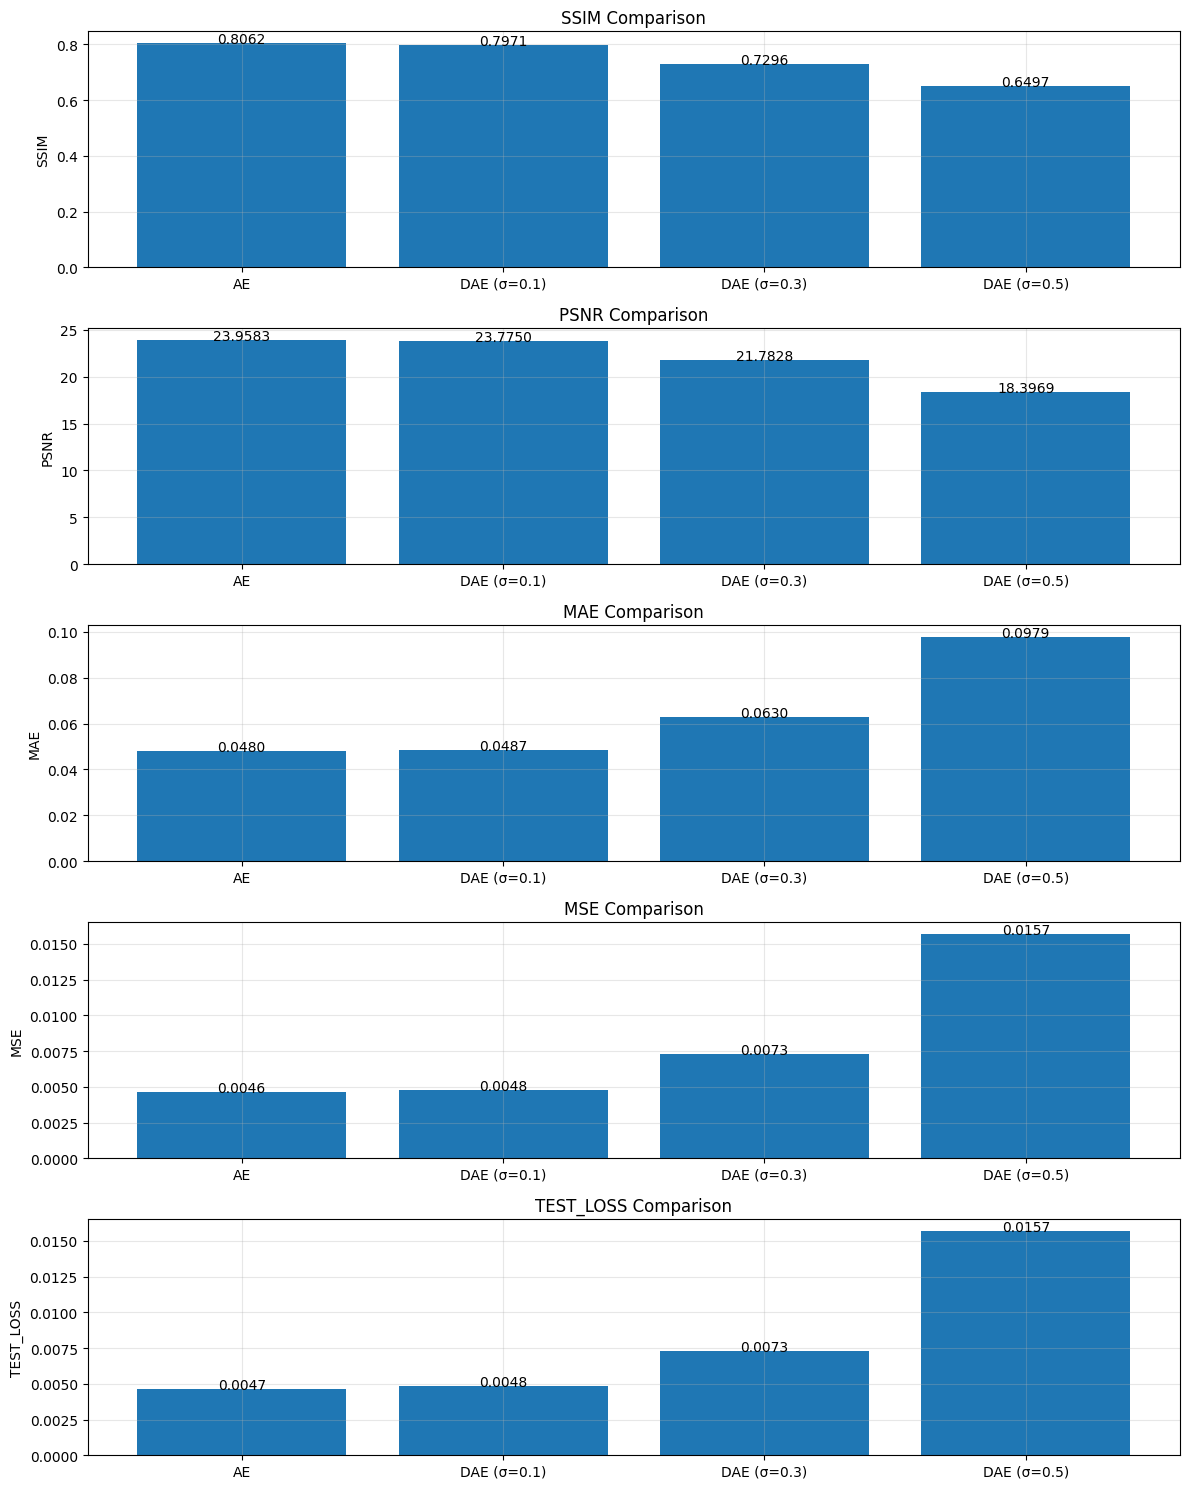 SSIM Comparison
0.8062
0.7971
0.7296
0.6497
0.8
0.6
0.4
0.2
0.0
SSIM
AE
DAE (σ=0.1)
DAE (σ=0.3)
DAE (σ=0.5)
PSNR Comparison
23.9583
23.7750
21.7828
18.3969
25
20
15
10
5
0
PSNR
AE
DAE (σ=0.1)
DAE (σ=0.3)
DAE (σ=0.5)
MAE Comparison
0.0480
0.0487
0.0630
0.0979
0.10
0.08
0.06
0.04
0.02
0.00
MAE
AE
DAE (σ=0.1)
DAE (σ=0.3)
DAE (σ=0.5)
MSE Comparison
0.0046
0.0048
0.0073
0.0157
0.0150
0.0125
0.0100
0.0075
0.0050
0.0025
0.0000
MSE
AE
DAE (σ=0.1)
DAE (σ=0.3)
DAE (σ=0.5)
TEST_LOSS Comparison
0.0047
0.0048
0.0073
0.0157
0.0150
0.0125
0.0100
0.0075
0.0050
0.0025
0.0000
TEST_LOSS
AE
DAE (σ=0.1)
DAE (σ=0.3)
DAE (σ=0.5)